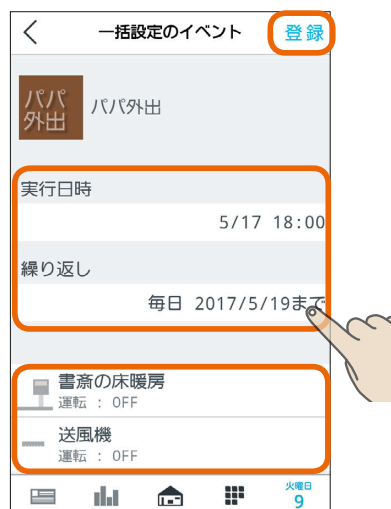 一括設定のイベント
登録
パパ
外出
パパ外出
実行日時
5/17 18:00
繰り返し
毎日 2017/5/19まで
書斎の床暖房
運転 : OFF
送風機
運転 : OFF
火曜日
9